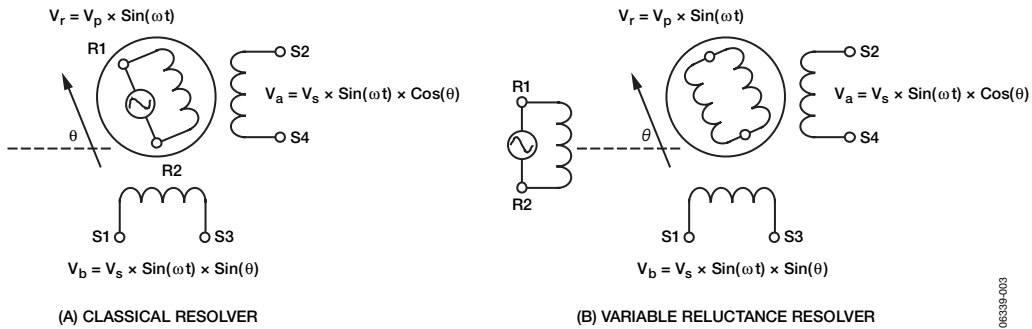 V_r = V_p × Sin(ωt)
R1
R2
θ
S2
S4
V_a = V_s × Sin(ωt) × Cos(θ)
S1
S3
V_b = V_s × Sin(ωt) × Sin(θ)
(A) CLASSICAL RESOLVER
V_r = V_p × Sin(ωt)
R1
R2
θ
S2
S4
V_a = V_s × Sin(ωt) × Cos(θ)
S1
S3
V_b = V_s × Sin(ωt) × Sin(θ)
(B) VARIABLE RELUCTANCE RESOLVER
06339-003